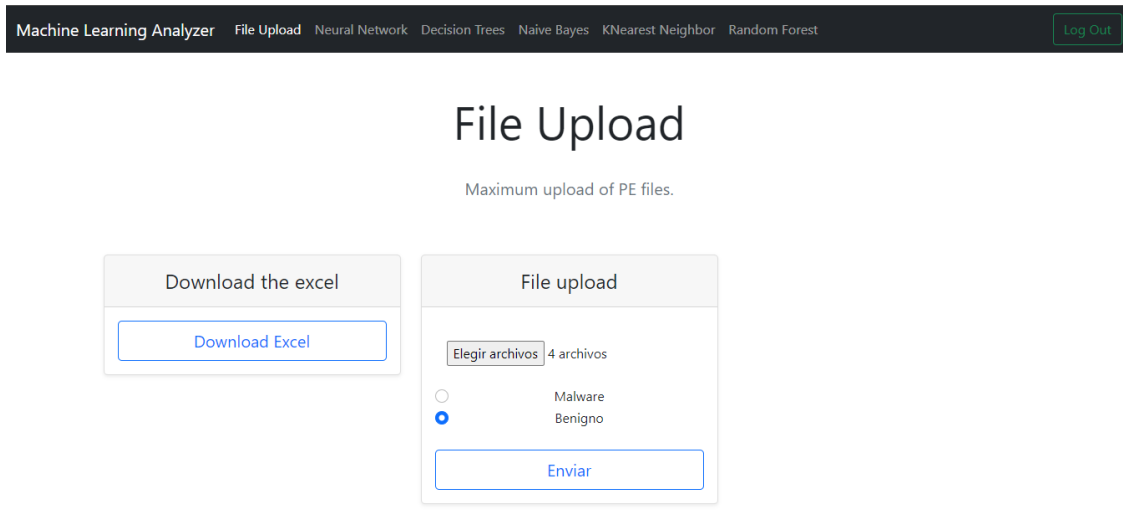 Machine Learning Analyzer File Upload Neural Network Decision Trees Naive Bayes KNearest Neighbor Random Forest Log Out
File Upload
Maximum upload of PE files.
Download the excel
Download Excel
File upload
Elegir archivos 4 archivos
Malware
Benigno
Enviar